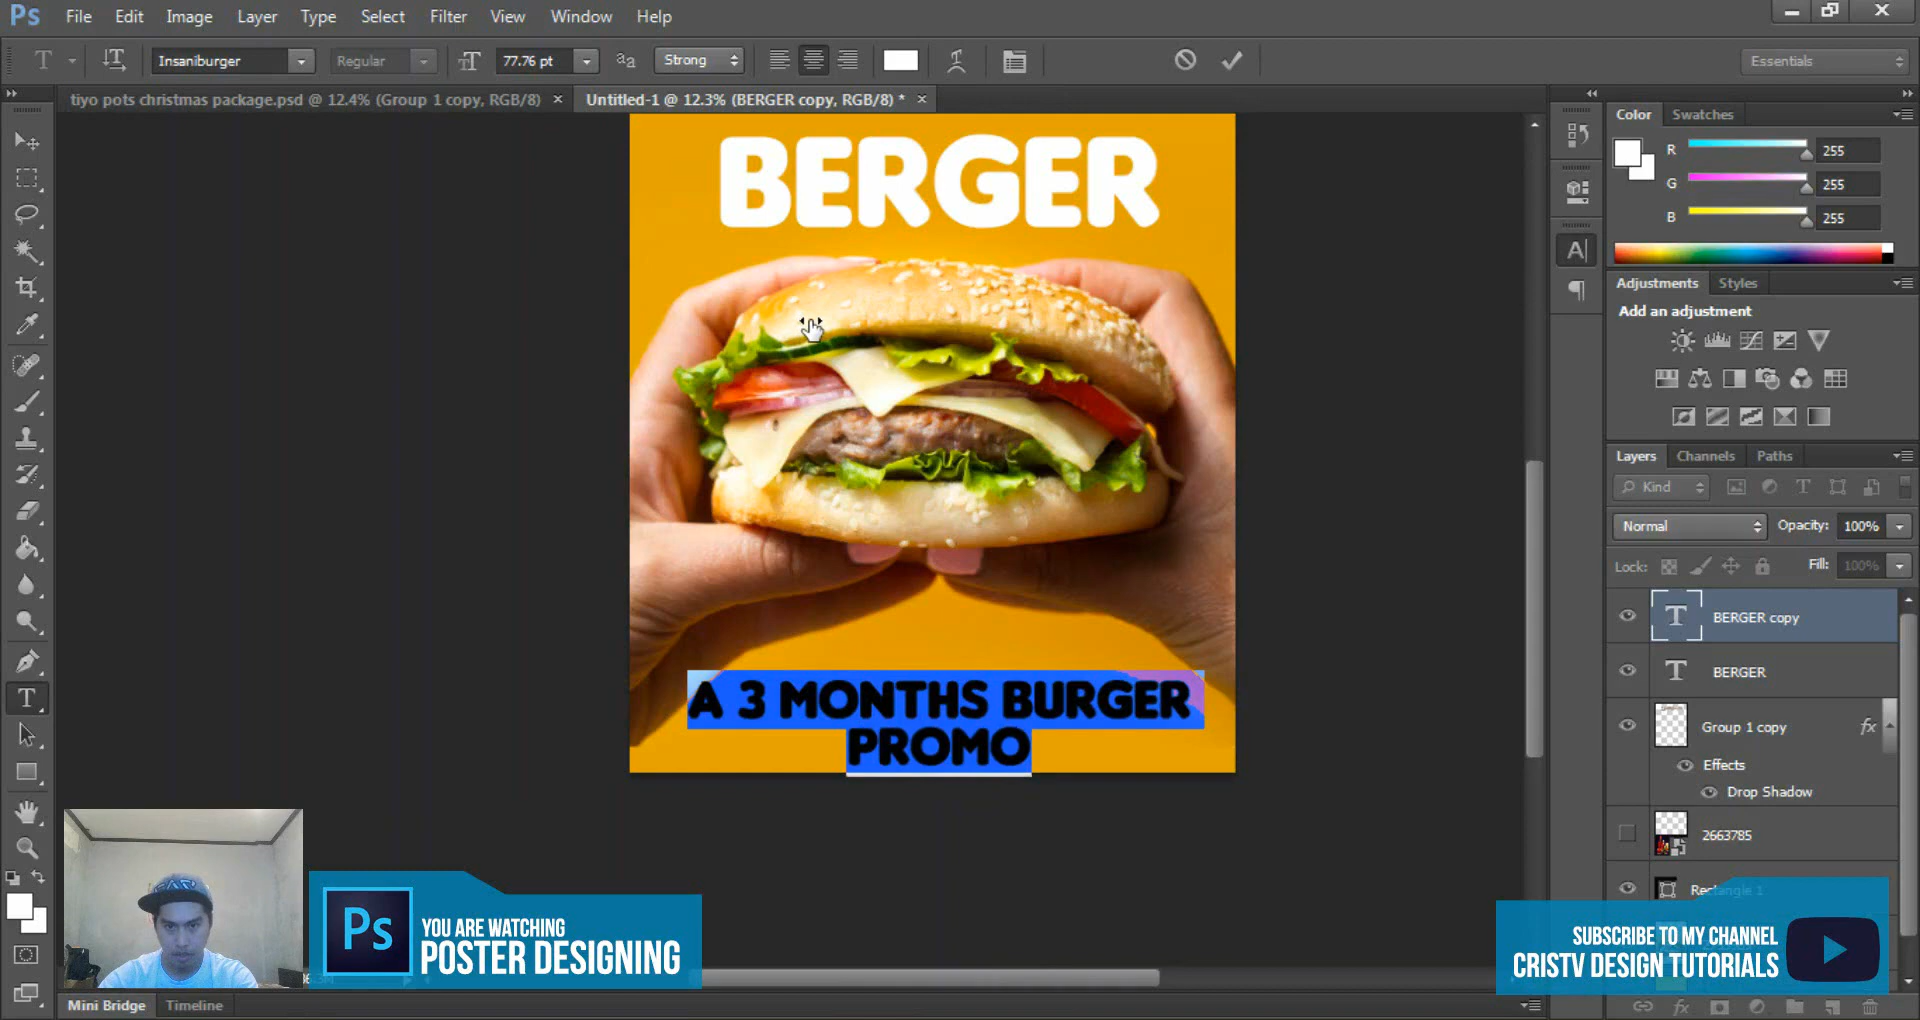 Ps File Edit Image Layer Type Select Filter View Window Help
T Insaniburger Regular 77.76 pt aa Strong Essentials
tiyo pots christmas package.psd @ 12.4% (Group 1 copy, RGB/8) × Untitled-1 @ 12.3% (BERGER copy, RGB/8) * ×
Color Swatches
R 255
G 255
B 255
Adjustments Styles
Add an adjustment
Layers Channels Paths
Kind
Normal Opacity: 100%
Lock: Fill: 100%
BERGER copy
BERGER
Group 1 copy fx
Effects
Drop Shadow
2663785
Rectangle 1
BERGER
A 3 MONTHS BURGER
PROMO
Ps
YOU ARE WATCHING
POSTER DESIGNING
SUBSCRIBE TO MY CHANNEL
CRISTV DESIGN TUTORIALS
Mini Bridge Timeline